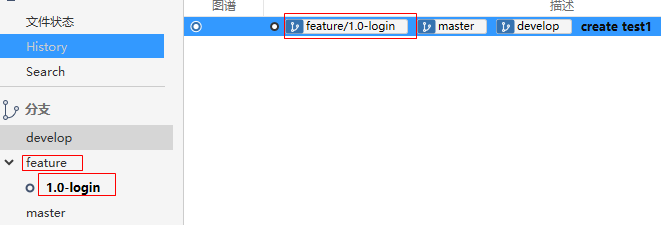 文件状态
History
Search
分支
develop
feature
1.0-login
master
图谱 描述
feature/1.0-login master develop create test1